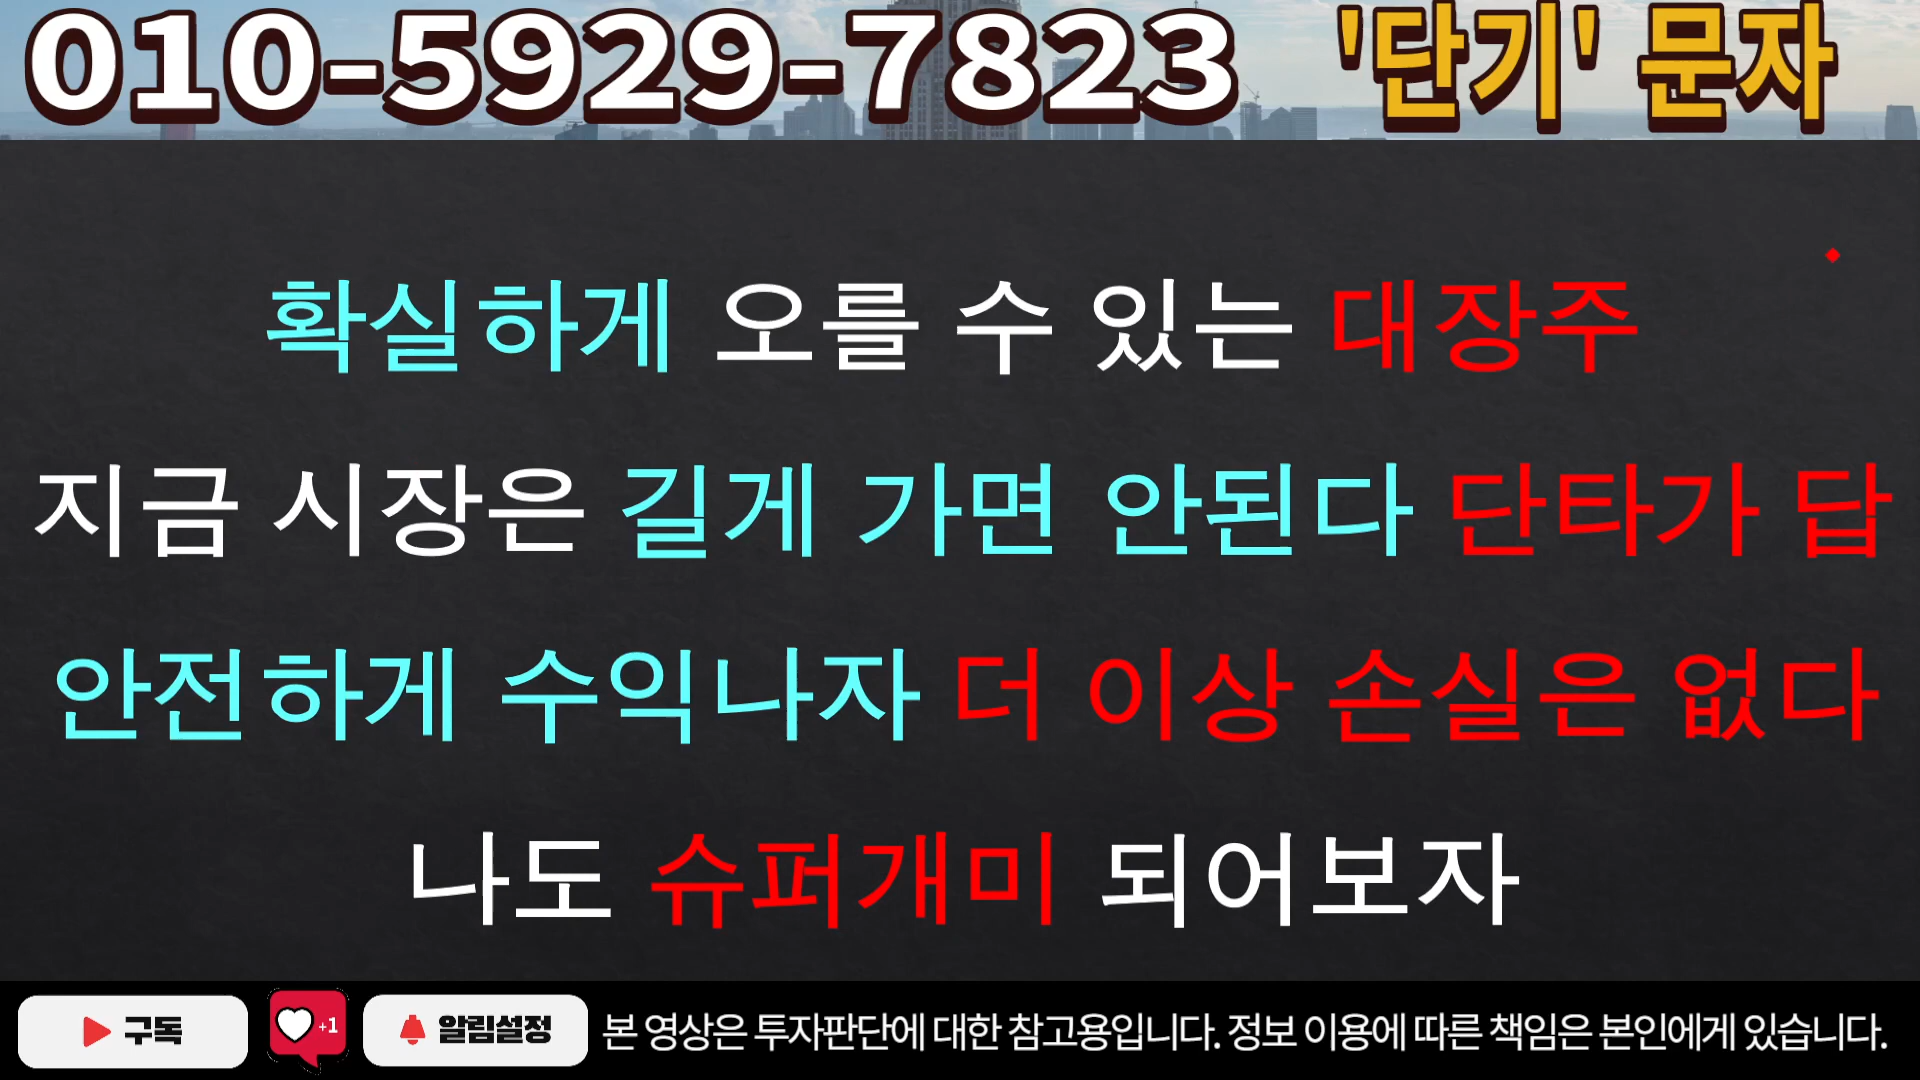 010-5929-7823 '단기' 문자
확실하게 오를 수 있는 대장주
지금 시장은 길게 가면 안된다 단타가 답
안전하게 수익나자 더 이상 손실은 없다
나도 슈퍼개미 되어보자
구독 +1 알림설정 본 영상은 투자판단에 대한 참고용입니다. 정보 이용에 따른 책임은 본인에게 있습니다.